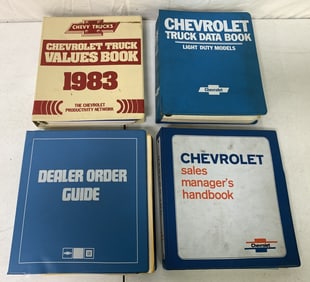 CHEVY TRUCKS
CHEVROLET TRUCK
VALUES BOOK
1983
THE CHEVROLET
PRODUCTIVITY NETWORK
CHEVROLET
TRUCK DATA BOOK
LIGHT DUTY MODELS
Chevrolet
DEALER ORDER
GUIDE
CHEVROLET
sales
manager's
handbook
Chevrolet